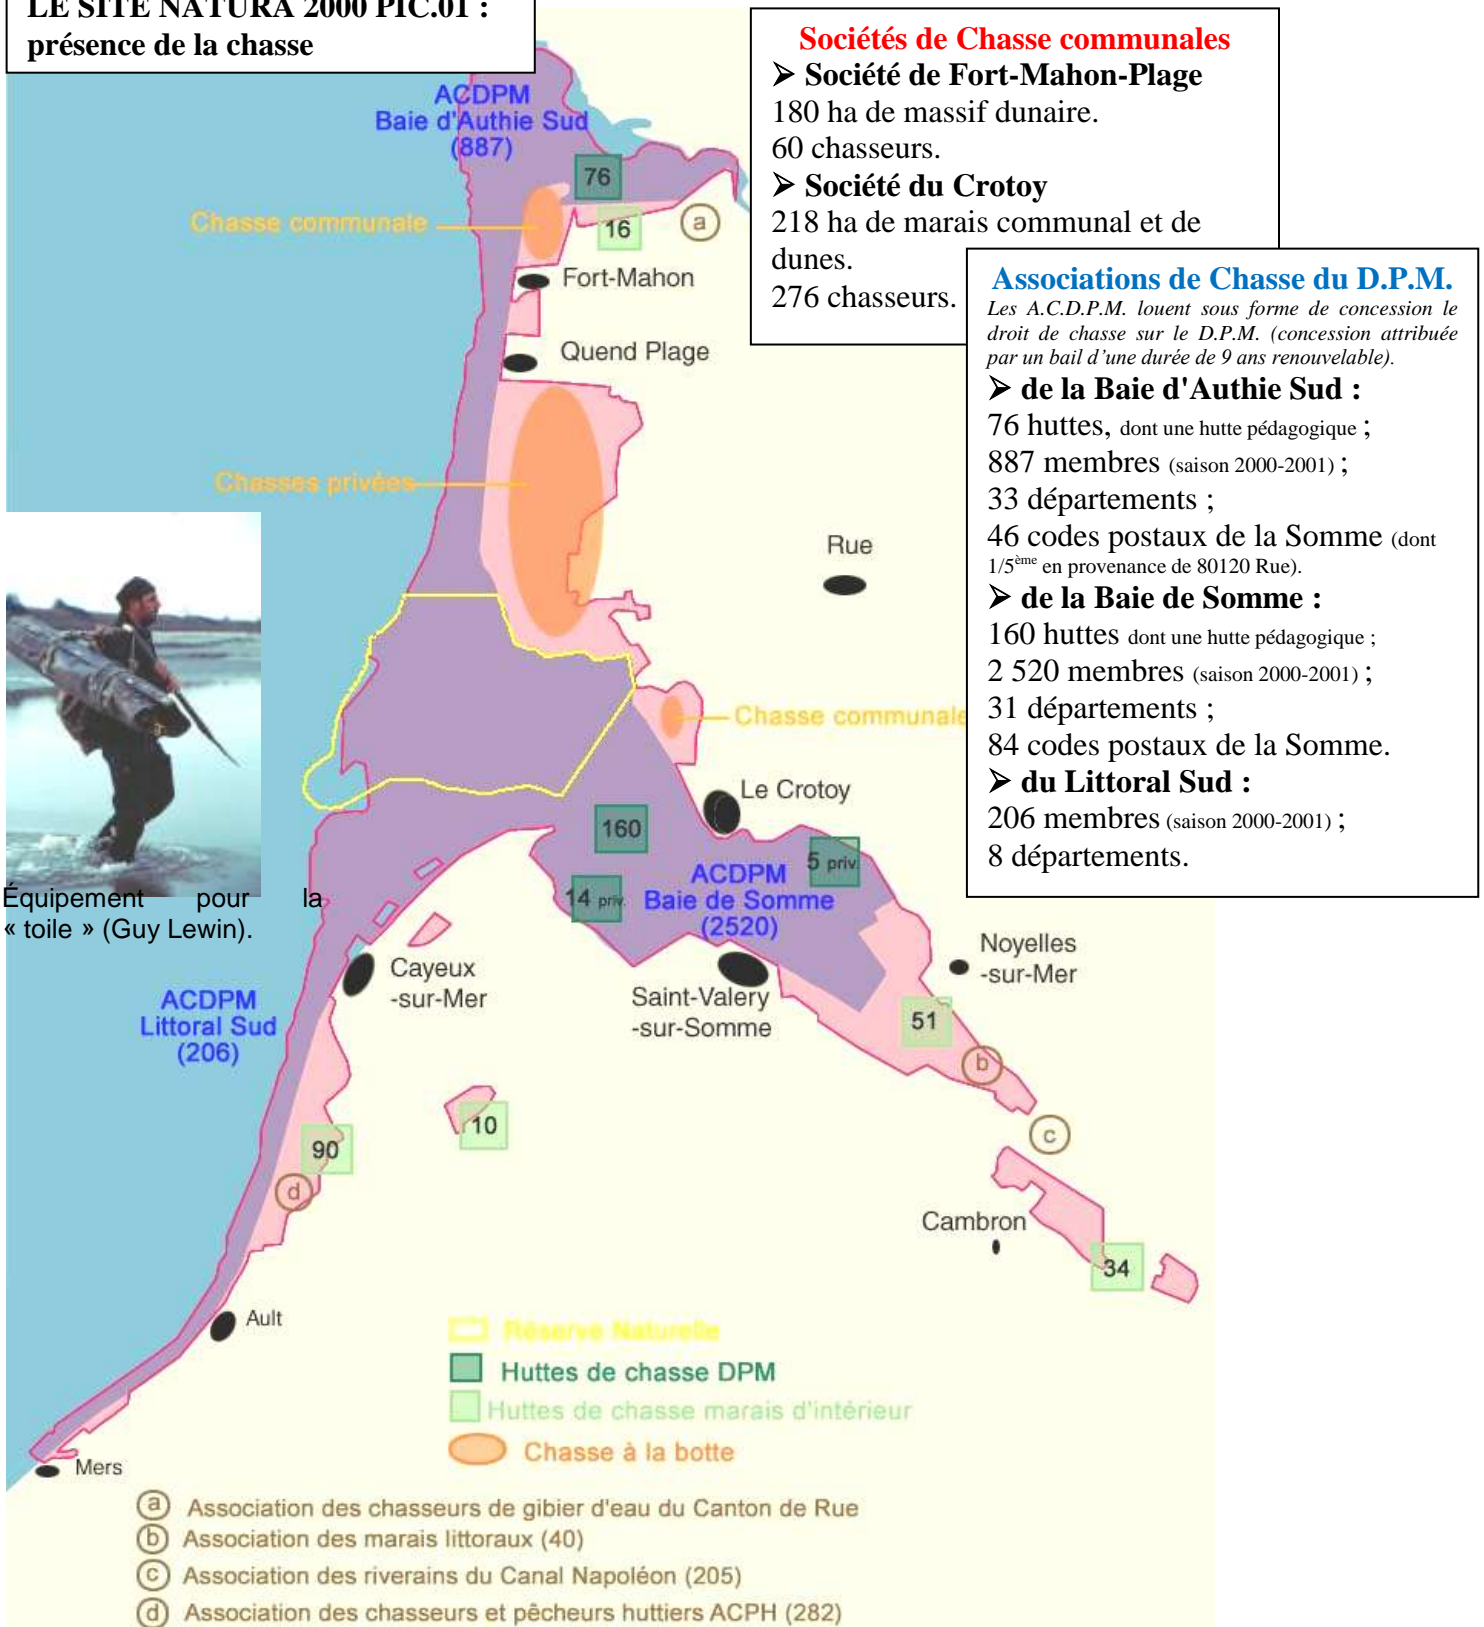 LE SITE NATURA 2000 PIC.01 :
présence de la chasse
Sociétés de Chasse communales
➤ Société de Fort-Mahon-Plage
180 ha de massif dunaire.
60 chasseurs.
➤ Société du Crotoy
218 ha de marais communal et de
dunes.
276 chasseurs.
Associations de Chasse du D.P.M.
Les A.C.D.P.M. louent sous forme de concession le
droit de chasse sur le D.P.M. (concession attribuée
par un bail d'une durée de 9 ans renouvelable).
➤ de la Baie d'Authie Sud :
76 huttes, dont une hutte pédagogique ;
887 membres (saison 2000-2001) ;
33 départements ;
46 codes postaux de la Somme (dont
1/5ème en provenance de 80120 Rue).
➤ de la Baie de Somme :
160 huttes dont une hutte pédagogique ;
2 520 membres (saison 2000-2001) ;
31 départements ;
84 codes postaux de la Somme.
➤ du Littoral Sud :
206 membres (saison 2000-2001) ;
8 départements.
ACDPM
Baie d'Authie Sud
(887)
76
Chasse communale
16
a
Fort-Mahon
Quend Plage
Chasses privées
Rue
Chasse communale
Le Crotoy
160
5 priv.
14 priv.
ACDPM
Baie de Somme
(2520)
Équipement pour la
« toile » (Guy Lewin).
Cayeux
-sur-Mer
Saint-Valery
-sur-Somme
Noyelles
-sur-Mer
ACDPM
Littoral Sud
(206)
51
b
10
c
90
d
Cambron
34
Ault
Mers
Réserve Naturelle
Huttes de chasse DPM
Huttes de chasse marais d'intérieur
Chasse à la botte
a Association des chasseurs de gibier d'eau du Canton de Rue
b Association des marais littoraux (40)
c Association des riverains du Canal Napoléon (205)
d Association des chasseurs et pêcheurs huttiers ACPH (282)